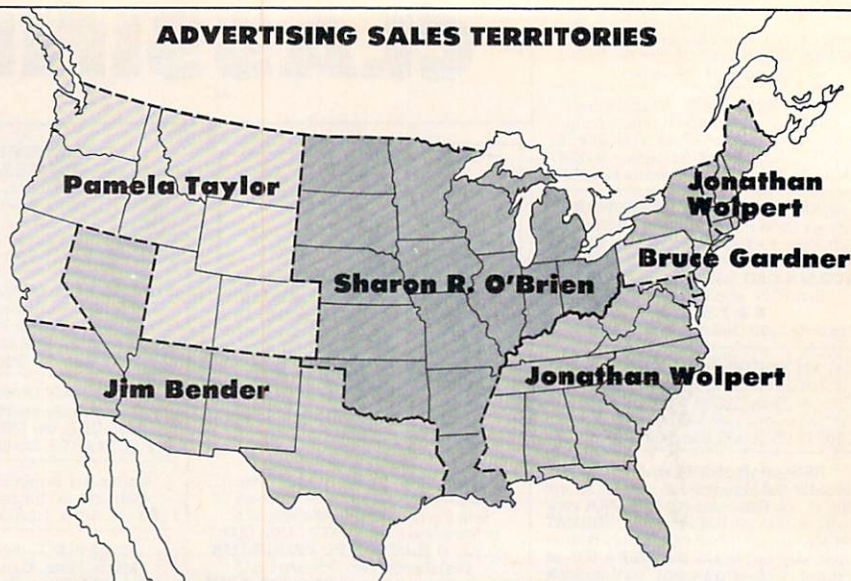 ADVERTISING SALES TERRITORIES
Pamela Taylor
Jonathan
Wolpert
Bruce Gardner
Sharon R. O'Brien
Jim Bender
Jonathan Wolpert